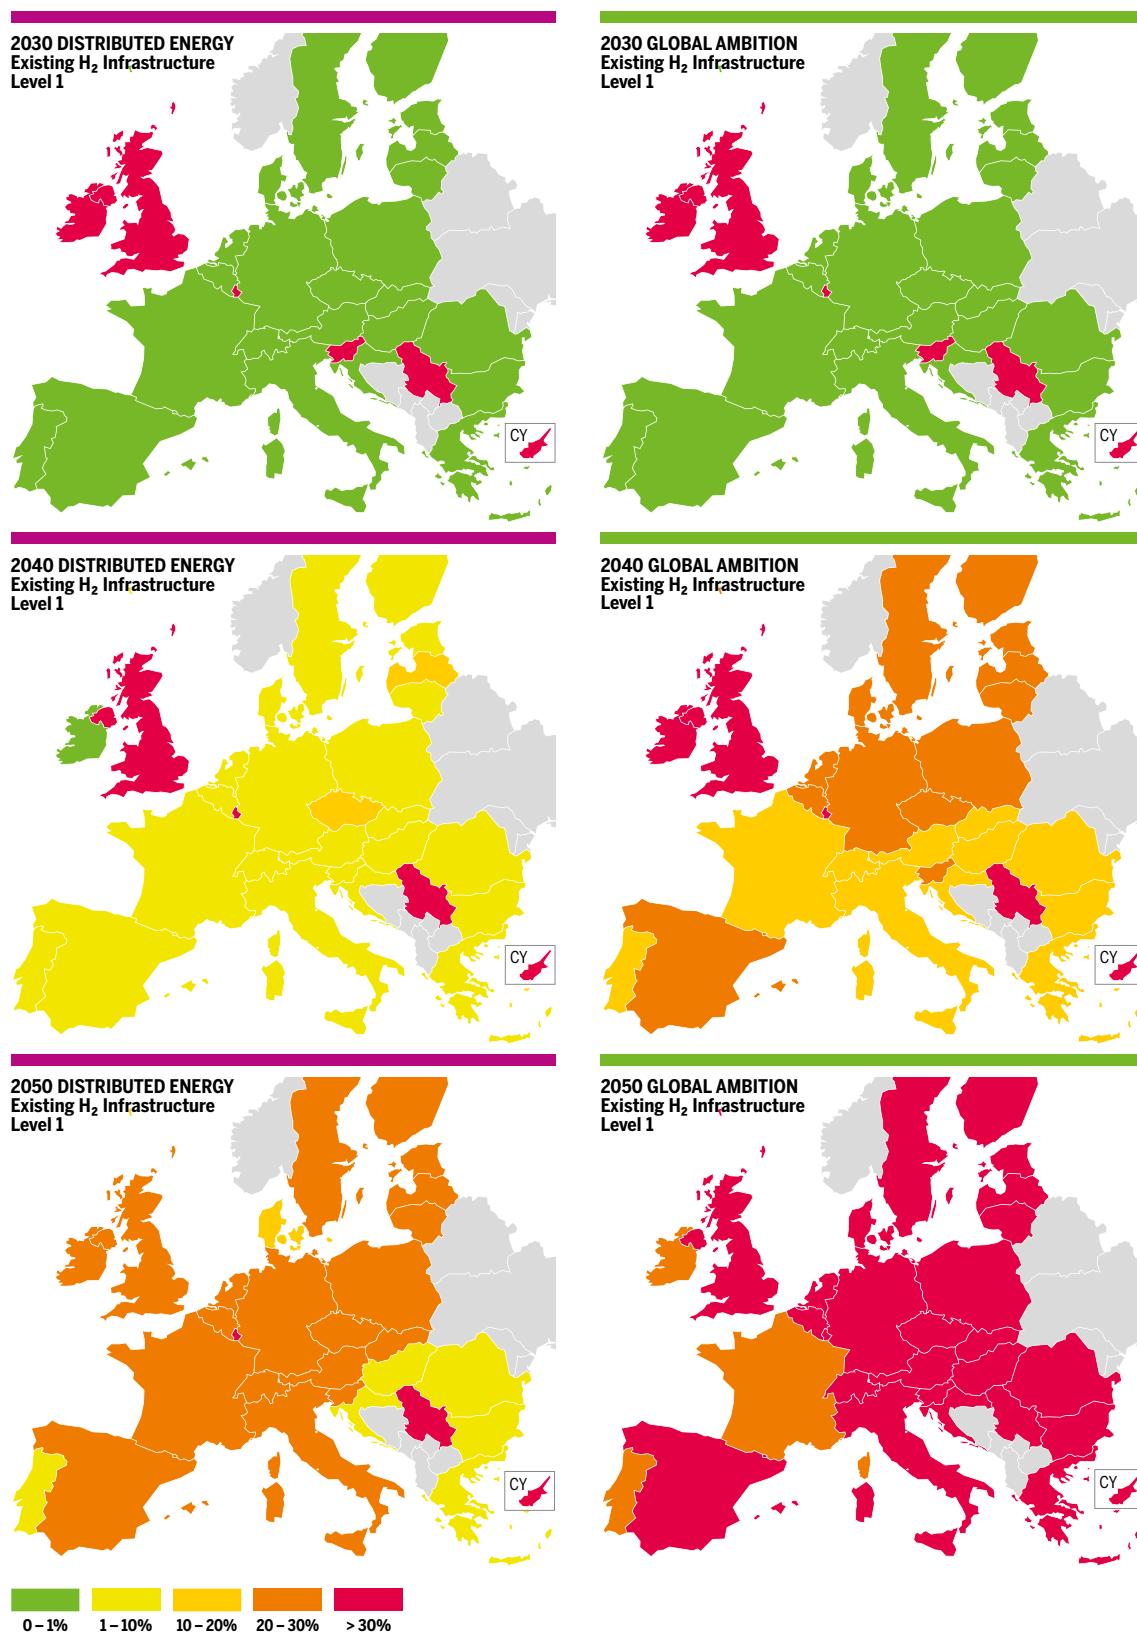 2030 DISTRIBUTED ENERGY
Existing H₂ Infrastructure
Level 1
CY
2030 GLOBAL AMBITION
Existing H₂ Infrastructure
Level 1
CY
2040 DISTRIBUTED ENERGY
Existing H₂ Infrastructure
Level 1
CY
2040 GLOBAL AMBITION
Existing H₂ Infrastructure
Level 1
CY
2050 DISTRIBUTED ENERGY
Existing H₂ Infrastructure
Level 1
CY
2050 GLOBAL AMBITION
Existing H₂ Infrastructure
Level 1
CY
0 – 1% 1 – 10% 10 – 20% 20 – 30% > 30%